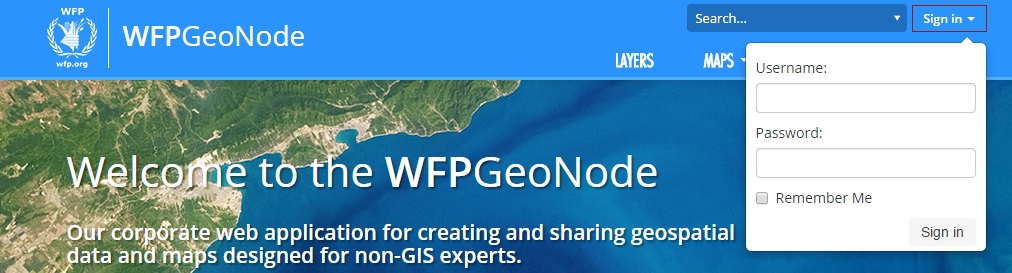 WFP
wfp.org
WFPGeoNode
Search...
Sign in
LAYERS
MAPS
Username:
Password:
Remember Me
Sign in
Welcome to the WFPGeoNode
Our corporate web application for creating and sharing geospatial
data and maps designed for non-GIS experts.